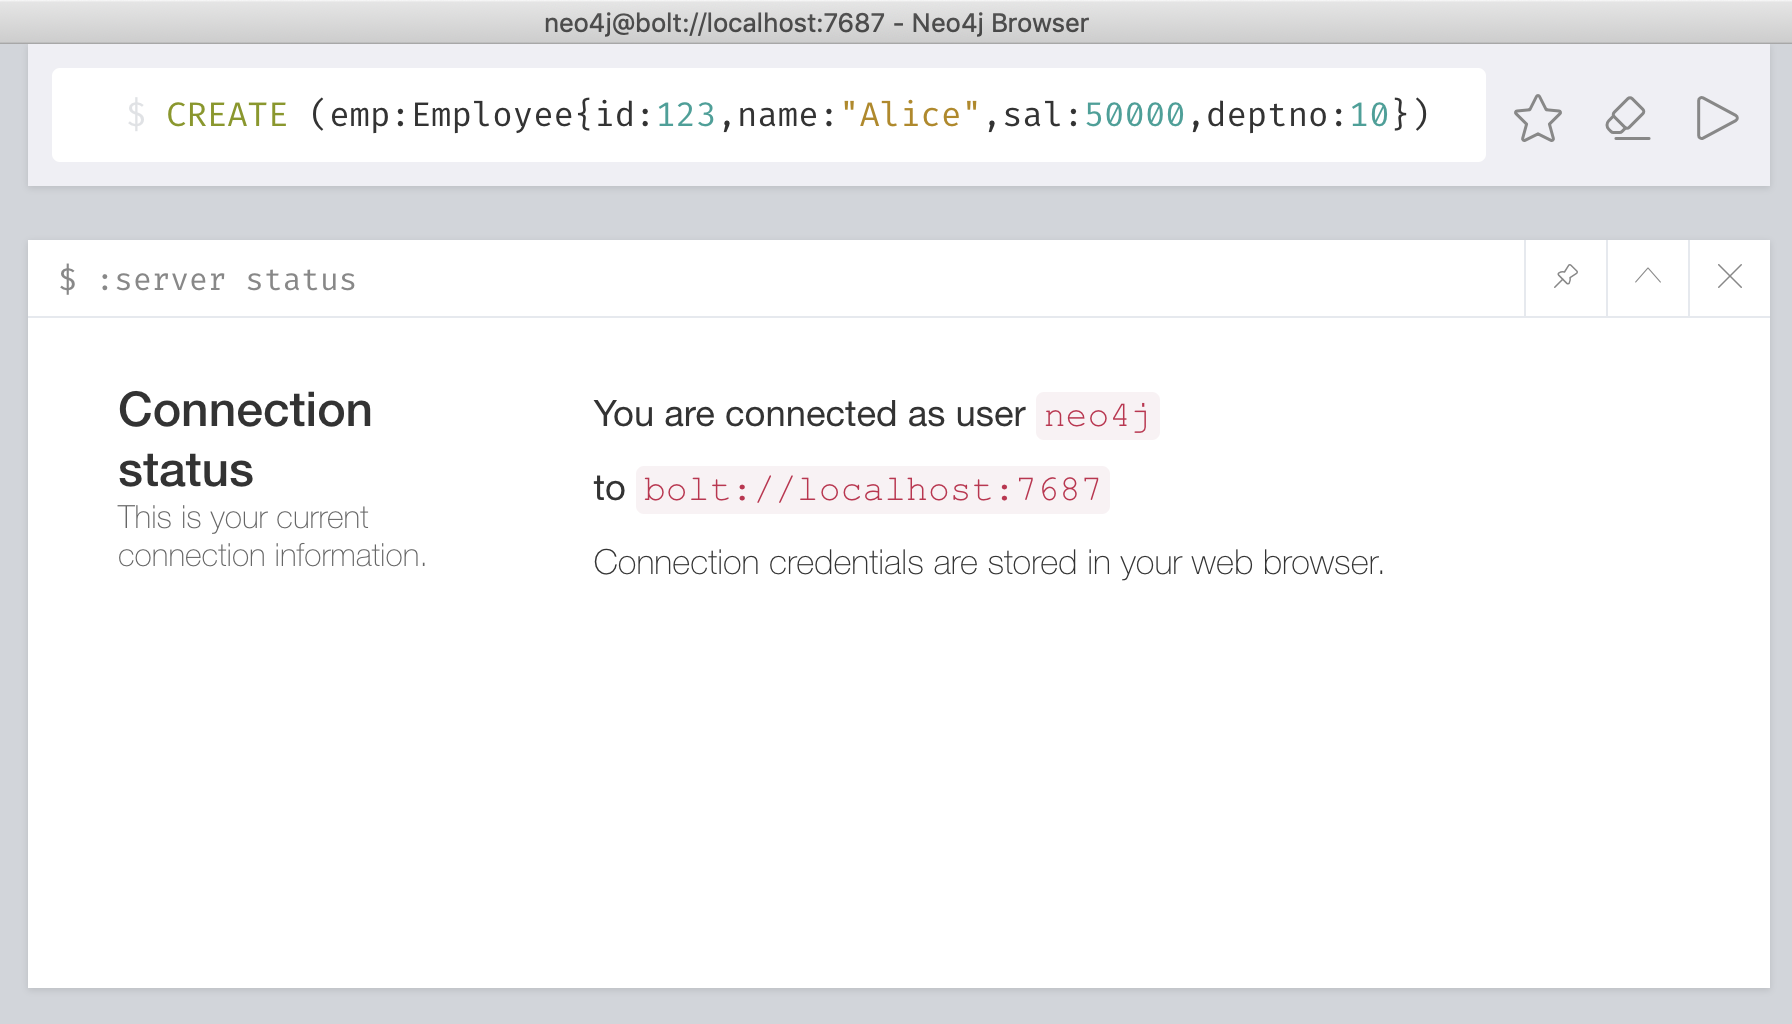 neo4j@bolt://localhost:7687 - Neo4j Browser
$ CREATE (emp:Employee{id:123,name:"Alice",sal:50000,deptno:10})
$ :server status
Connection
status
This is your current
connection information.
You are connected as user neo4j
to bolt://localhost:7687
Connection credentials are stored in your web browser.